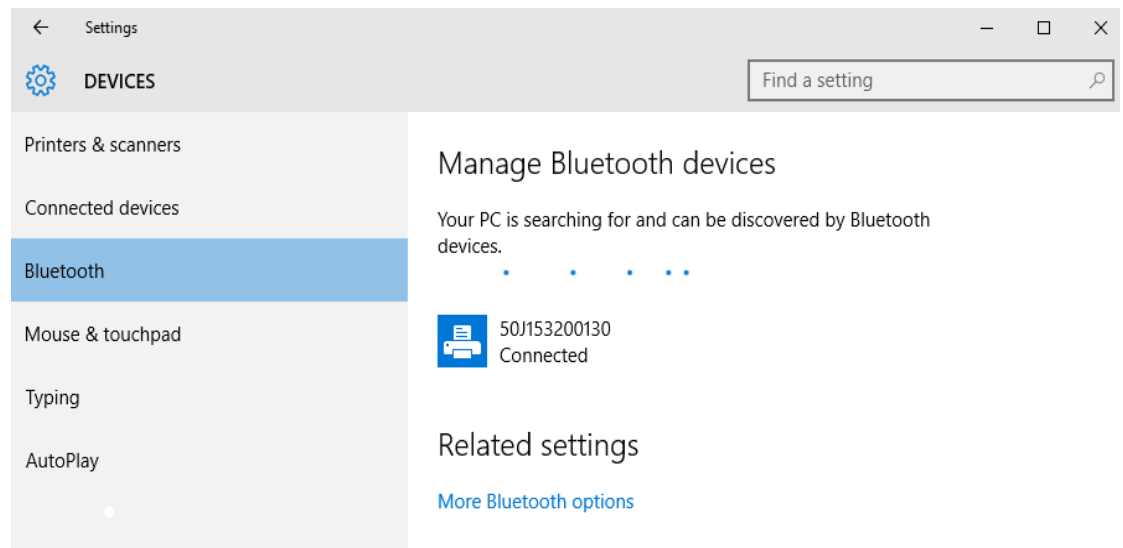 Settings
DEVICES
Find a setting
Printers & scanners
Connected devices
Bluetooth
Mouse & touchpad
Typing
AutoPlay
Manage Bluetooth devices
Your PC is searching for and can be discovered by Bluetooth
devices.
50J153200130
Connected
Related settings
More Bluetooth options